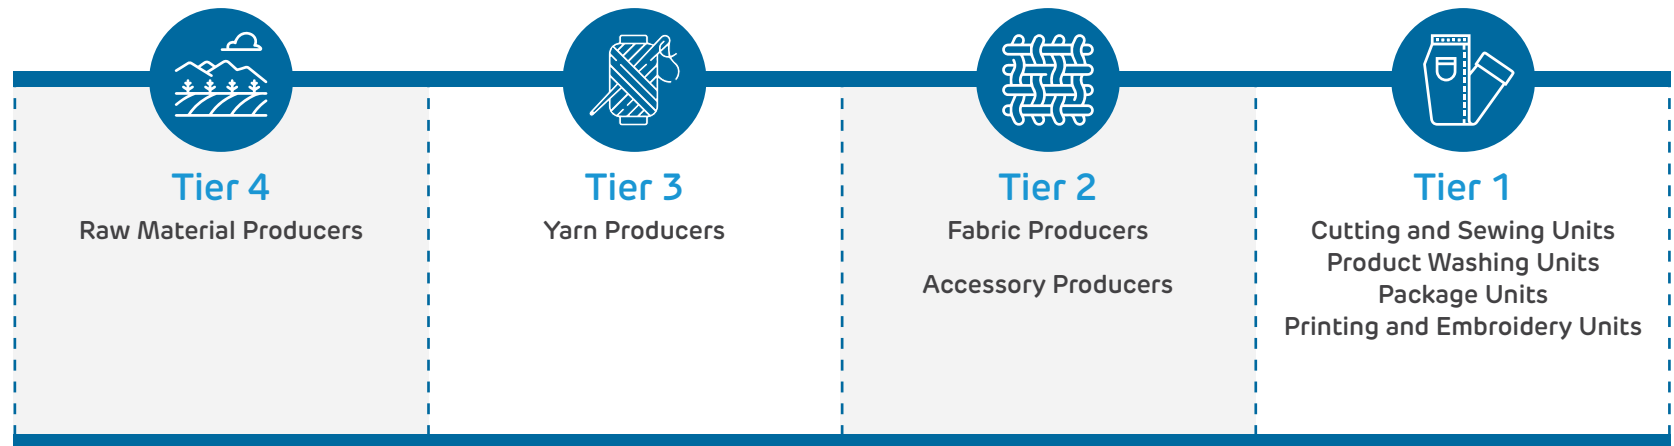 Tier 4
Raw Material Producers
Tier 3
Yarn Producers
Tier 2
Fabric Producers
Accessory Producers
Tier 1
Cutting and Sewing Units
Product Washing Units
Package Units
Printing and Embroidery Units